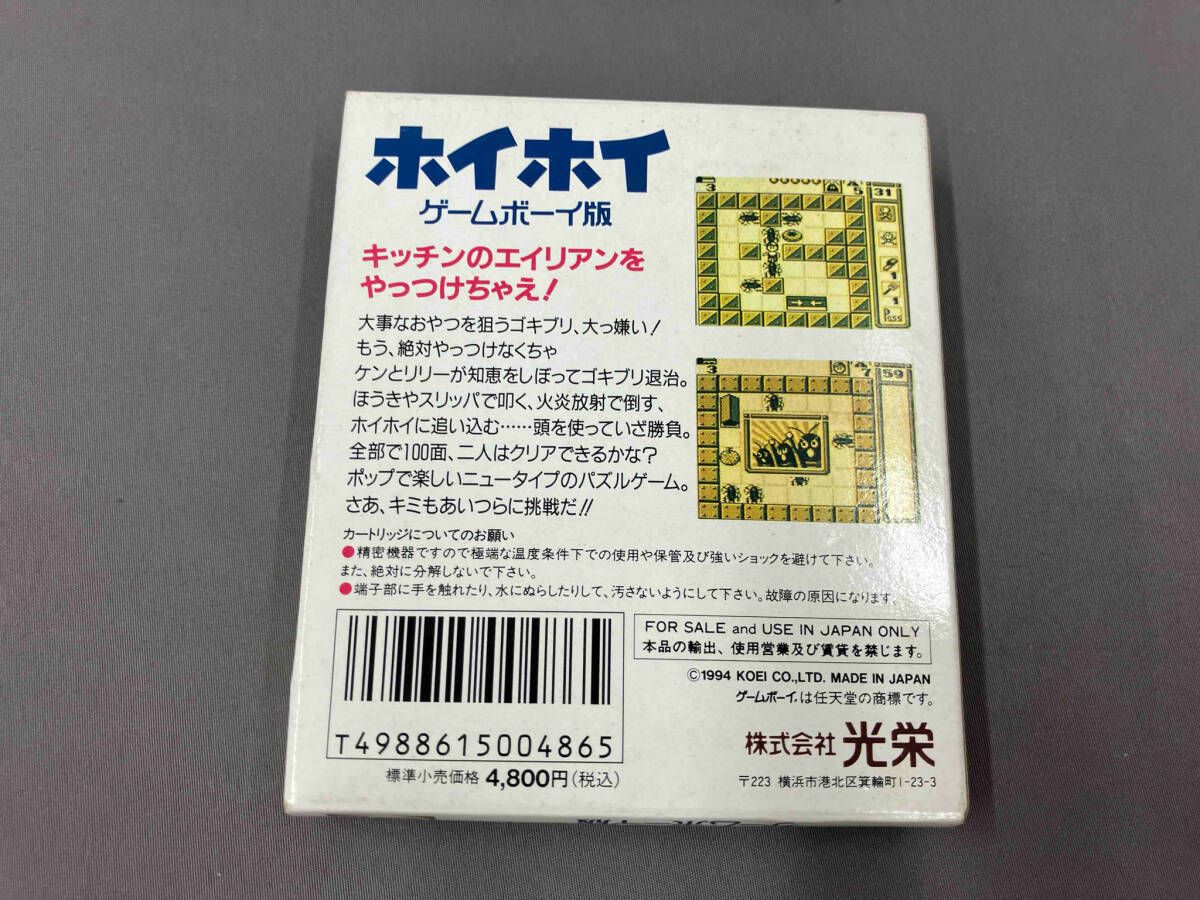 ホイホイ
ゲームボーイ版
キッチンのエイリアンを
やっつけちゃえ!
大事なおやつを狙うゴキブリ、大っ嫌い!
もう、絶対やっつけなくちゃ
ケンとリリーが知恵をしぼってゴキブリ退治。
ほうきやスリッパで叩く、火炎放射で倒す、
ホイホイに追い込む……頭を使っていざ勝負。
全部で100面、二人はクリアできるかな?
ポップで楽しいニュータイプのパズルゲーム。
さあ、キミもあいつらに挑戦だ!!
3
5
31
1
1
Pass
3
7
59
カートリッジについてのお願い
●精密機器ですので極端な温度条件下での使用や保管及び強いショックを避けて下さい。
また、絶対に分解しないで下さい。
●端子部に手を触れたり、水にぬらしたりして、汚さないようにして下さい。故障の原因になります。
T4988615004865
標準小売価格 4,800円(税込)
FOR SALE and USE IN JAPAN ONLY
本品の輸出、使用営業及び賃貸を禁じます。
©1994 KOEI CO.,LTD. MADE IN JAPAN
ゲームボーイ、は任天堂の商標です。
株式会社 光栄
〒223 横浜市港北区箕輪町1-23-3